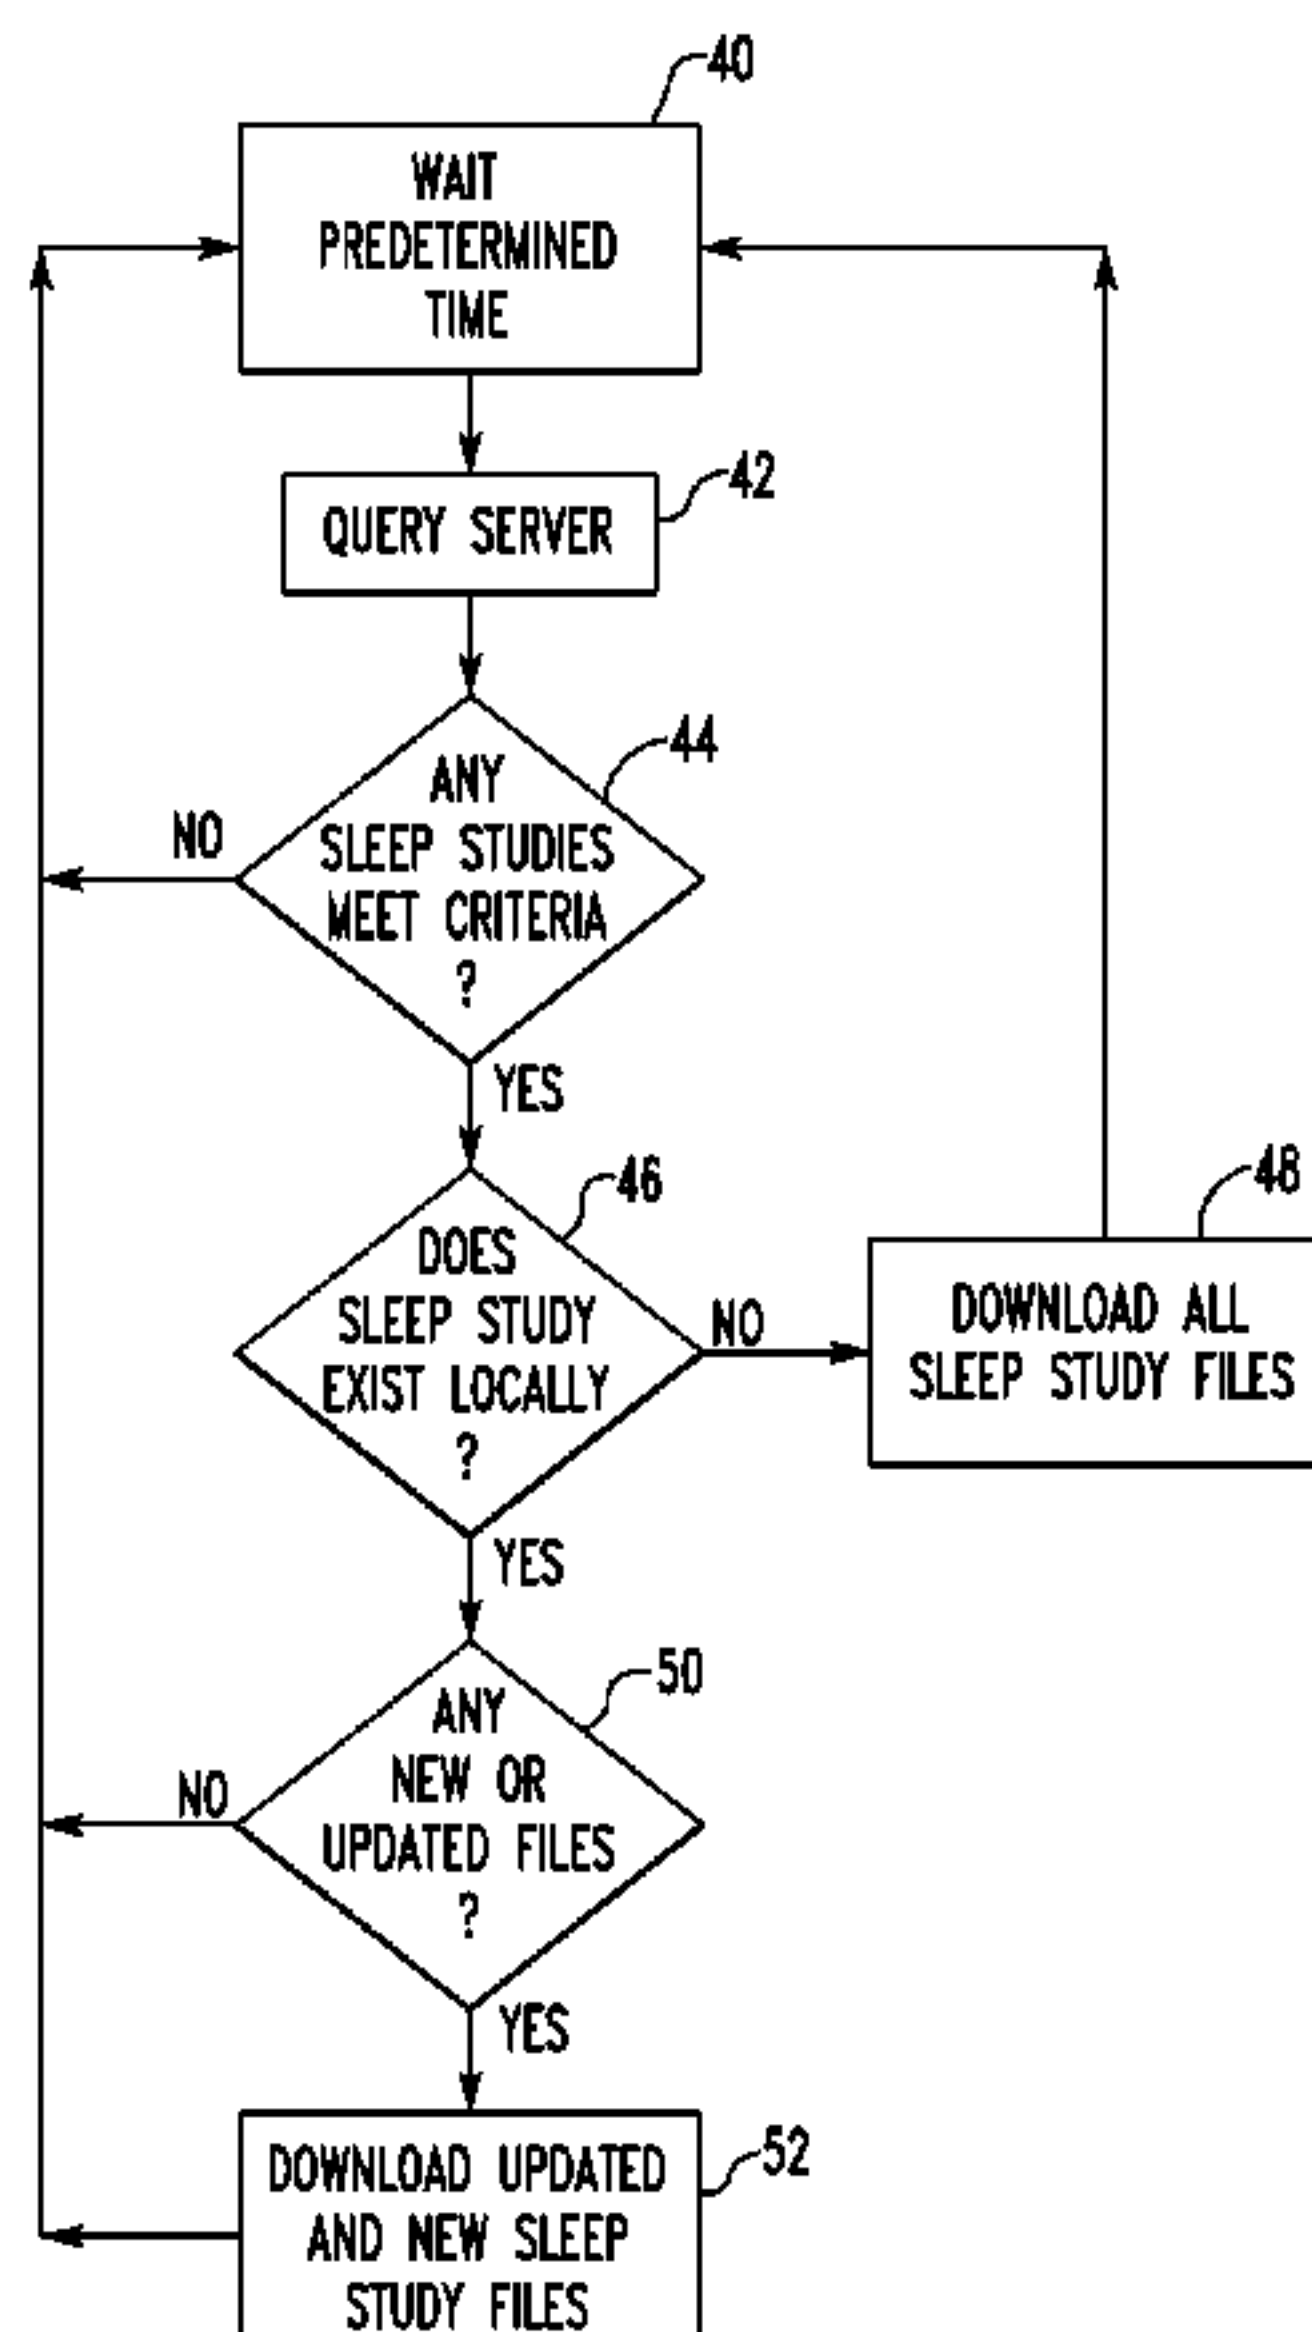 40
WAIT
PREDETERMINED
TIME
42
QUERY SERVER
44
ANY
SLEEP STUDIES
MEET CRITERIA
?
NO
YES
46
DOES
SLEEP STUDY
EXIST LOCALLY
?
NO
48
DOWNLOAD ALL
SLEEP STUDY FILES
YES
50
ANY
NEW OR
UPDATED FILES
?
NO
YES
52
DOWNLOAD UPDATED
AND NEW SLEEP
STUDY FILES